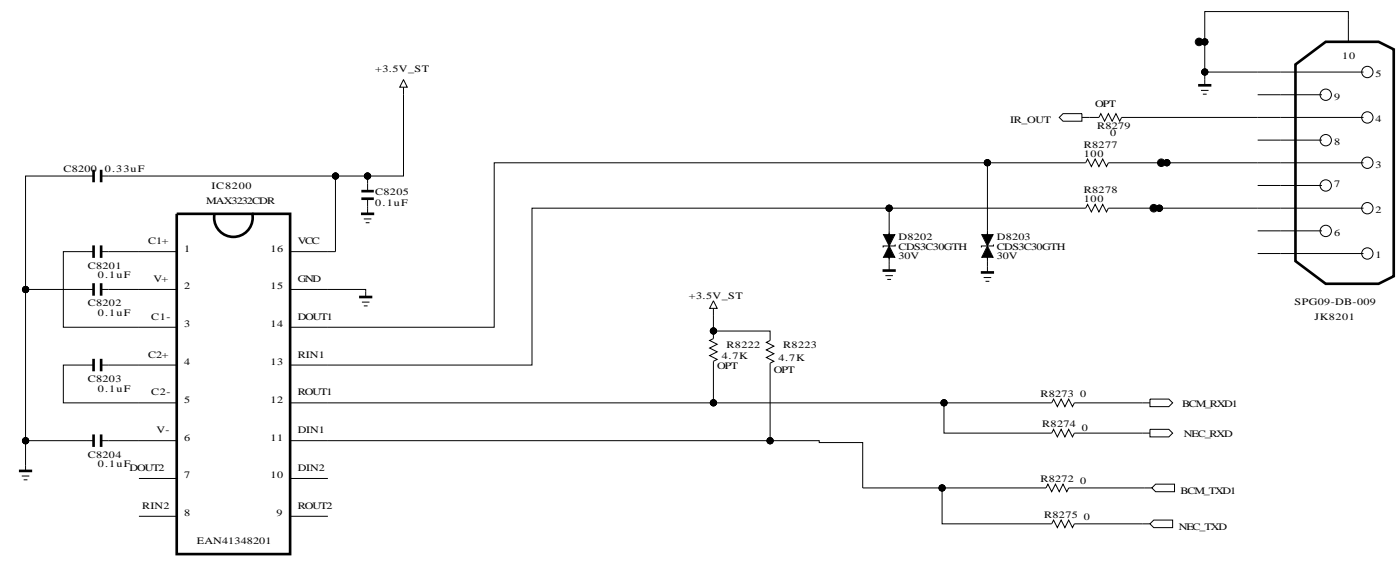 10
5
9
+3.5V_ST
OPT
IR_OUT
R8279
0
4
8
R8277
100
3
C8200 0.33uF
IC8200
MAX3232CDR
C8205
0.1uF
7
R8278
100
2
6
C1+
1
16
VCC
D8202
CDS3C30GTH
30V
D8203
CDS3C30GTH
30V
1
C8201
0.1uF
V+
2
15
GND
+3.5V_ST
SPG09-DB-009
JK8201
C8202
0.1uF
C1-
3
14
DOUT1
R8222
4.7K
OPT
R8223
4.7K
OPT
C2+
4
13
RIN1
C8203
0.1uF
C2-
5
12
ROUT1
R8273 0
BCM_RXD1
V-
6
11
DIN1
R8274 0
NEC_RXD
C8204
0.1uF
DOUT2
7
10
DIN2
R8272 0
BCM_TXD1
RIN2
8
9
ROUT2
R8275 0
NEC_TXD
EAN41348201